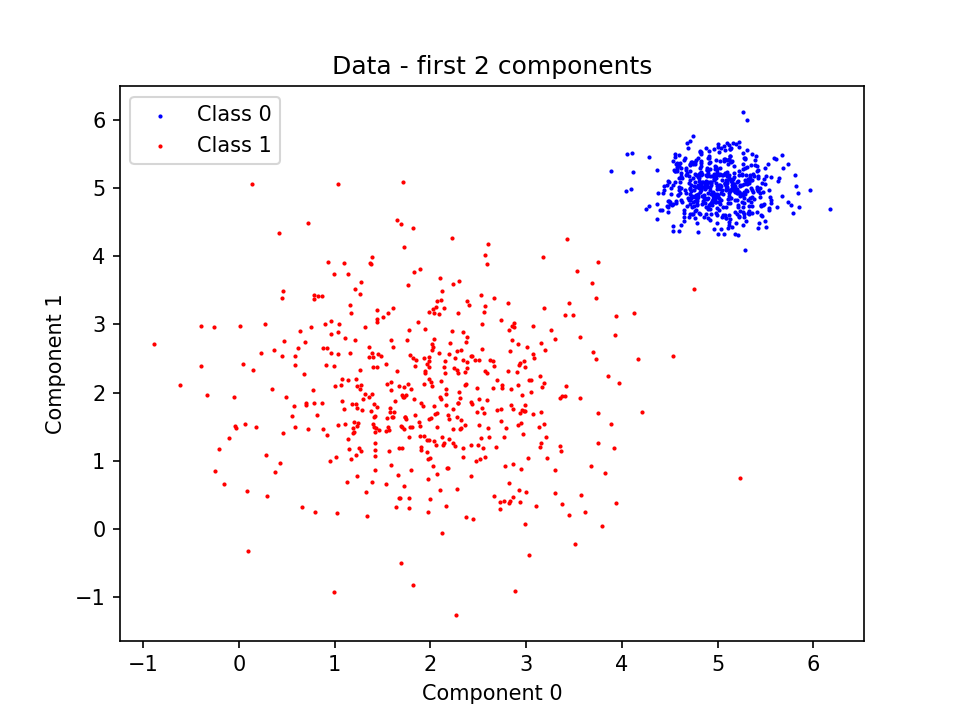 Data - first 2 components
Class 0
Class 1
6
5
4
3
2
1
0
−1
Component 1
−1 0 1 2 3 4 5 6
Component 0